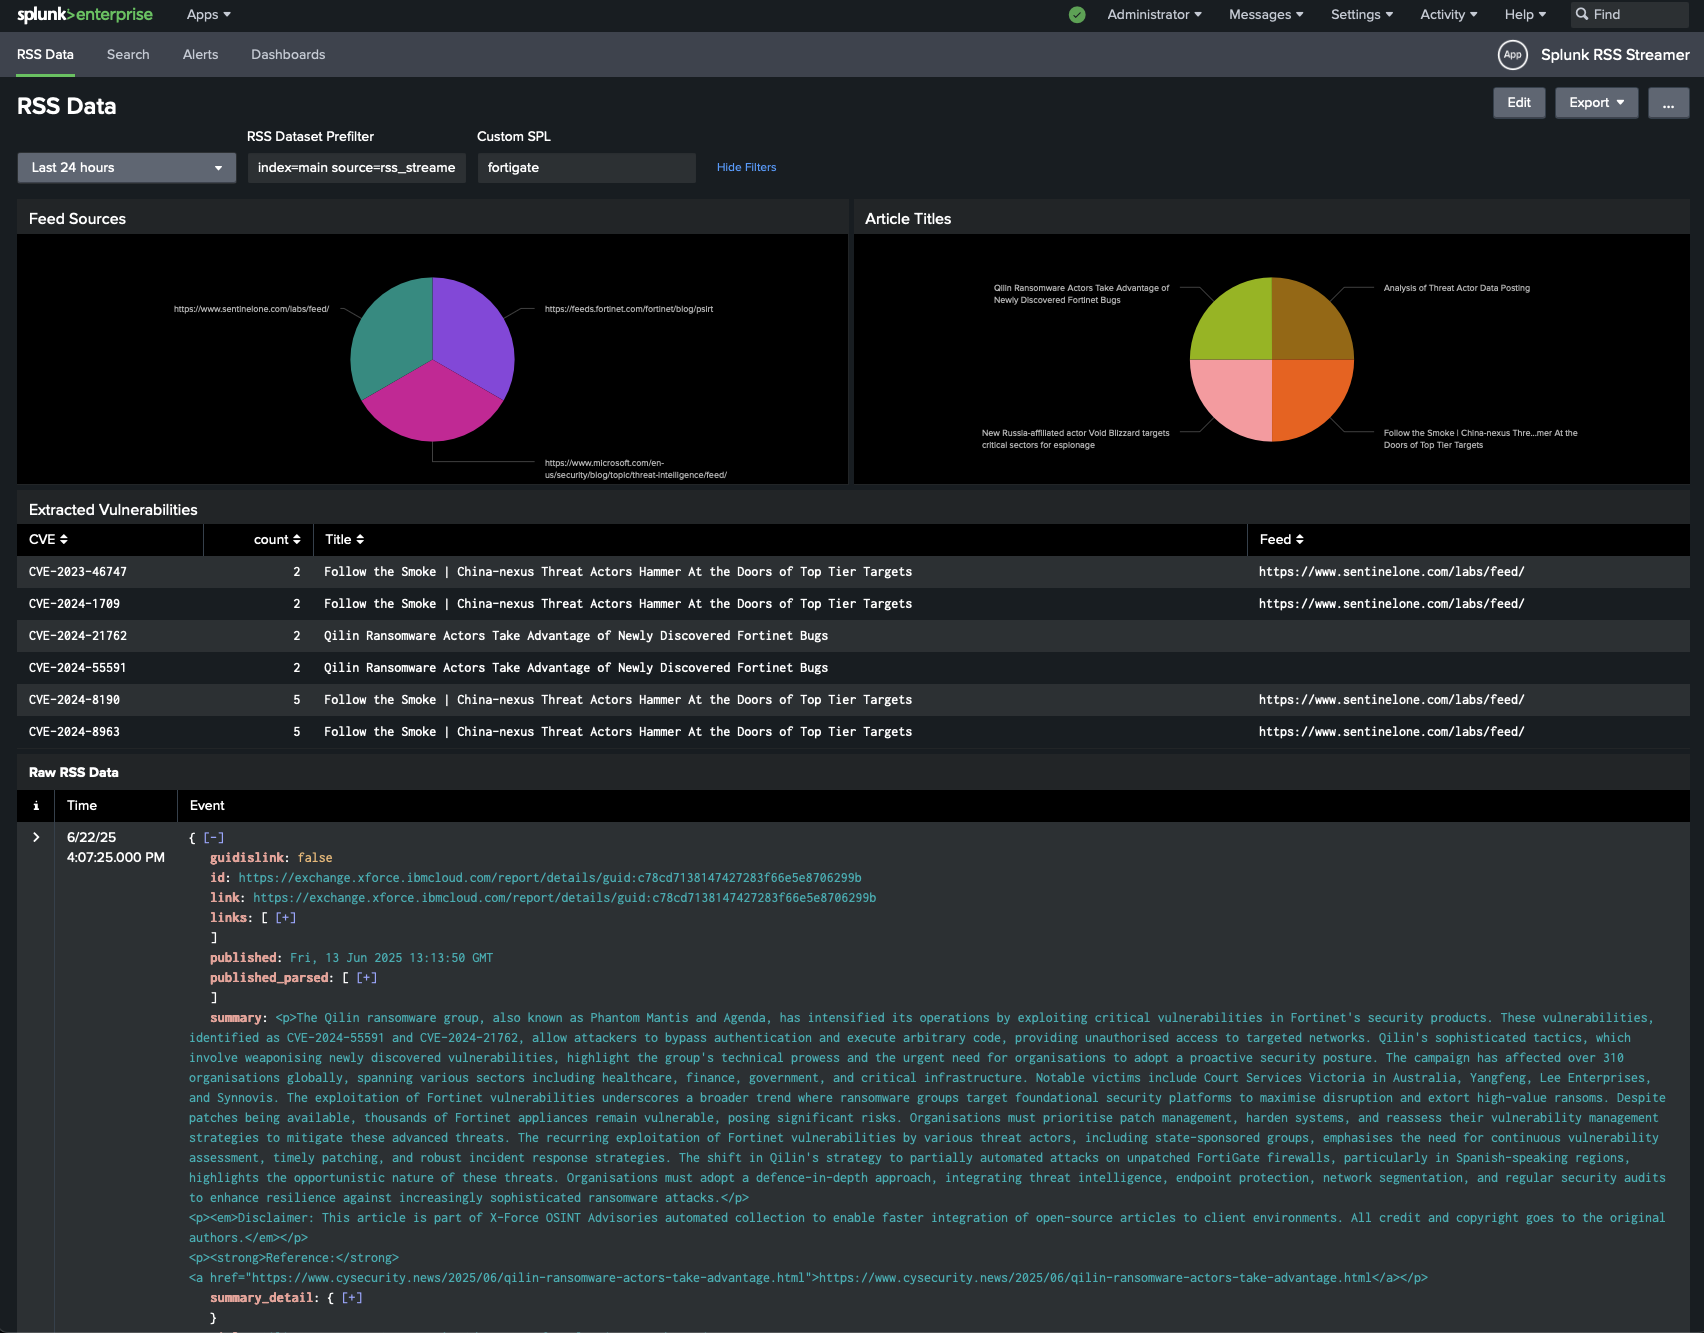 splunk>enterprise Apps Administrator Messages Settings Activity Help Find
RSS Data Search Alerts Dashboards App Splunk RSS Streamer
RSS Data Edit Export ...
RSS Dataset Prefilter Custom SPL
Last 24 hours index=main source=rss_streame fortigate Hide Filters
Feed Sources
https://www.sentinelone.com/labs/feed/
https://feeds.fortinet.com/fortinet/blog/psirt
https://www.microsoft.com/en-
us/security/blog/topic/threat-intelligence/feed/
Article Titles
Qilin Ransomware Actors Take Advantage of
Newly Discovered Fortinet Bugs
Analysis of Threat Actor Data Posting
New Russia-affiliated actor Void Blizzard targets
critical sectors for espionage
Follow the Smoke | China-nexus Thre...mer At the
Doors of Top Tier Targets
Extracted Vulnerabilities
CVE count Title Feed
CVE-2023-46747 2 Follow the Smoke | China-nexus Threat Actors Hammer At the Doors of Top Tier Targets https://www.sentinelone.com/labs/feed/
CVE-2024-1709 2 Follow the Smoke | China-nexus Threat Actors Hammer At the Doors of Top Tier Targets https://www.sentinelone.com/labs/feed/
CVE-2024-21762 2 Qilin Ransomware Actors Take Advantage of Newly Discovered Fortinet Bugs
CVE-2024-55591 2 Qilin Ransomware Actors Take Advantage of Newly Discovered Fortinet Bugs
CVE-2024-8190 5 Follow the Smoke | China-nexus Threat Actors Hammer At the Doors of Top Tier Targets https://www.sentinelone.com/labs/feed/
CVE-2024-8963 5 Follow the Smoke | China-nexus Threat Actors Hammer At the Doors of Top Tier Targets https://www.sentinelone.com/labs/feed/
Raw RSS Data
i Time Event
> 6/22/25 { [-]
4:07:25.000 PM guidislink: false
id: https://exchange.xforce.ibmcloud.com/report/details/guid:c78cd7138147427283f66e5e8706299b
link: https://exchange.xforce.ibmcloud.com/report/details/guid:c78cd7138147427283f66e5e8706299b
links: [ [+]
]
published: Fri, 13 Jun 2025 13:13:50 GMT
published_parsed: [ [+]
]
summary: <p>The Qilin ransomware group, also known as Phantom Mantis and Agenda, has intensified its operations by exploiting critical vulnerabilities in Fortinet's security products. These vulnerabilities,
identified as CVE-2024-55591 and CVE-2024-21762, allow attackers to bypass authentication and execute arbitrary code, providing unauthorised access to targeted networks. Qilin's sophisticated tactics, which
involve weaponising newly discovered vulnerabilities, highlight the group's technical prowess and the urgent need for organisations to adopt a proactive security posture. The campaign has affected over 310
organisations globally, spanning various sectors including healthcare, finance, government, and critical infrastructure. Notable victims include Court Services Victoria in Australia, Yangfeng, Lee Enterprises,
and Synnovis. The exploitation of Fortinet vulnerabilities underscores a broader trend where ransomware groups target foundational security platforms to maximise disruption and extort high-value ransoms. Despite
patches being available, thousands of Fortinet appliances remain vulnerable, posing significant risks. Organisations must prioritise patch management, harden systems, and reassess their vulnerability management
strategies to mitigate these advanced threats. The recurring exploitation of Fortinet vulnerabilities by various threat actors, including state-sponsored groups, emphasises the need for continuous vulnerability
assessment, timely patching, and robust incident response strategies. The shift in Qilin's strategy to partially automated attacks on unpatched FortiGate firewalls, particularly in Spanish-speaking regions,
highlights the opportunistic nature of these threats. Organisations must adopt a defence-in-depth approach, integrating threat intelligence, endpoint protection, network segmentation, and regular security audits
to enhance resilience against increasingly sophisticated ransomware attacks.</p>
<p><em>Disclaimer: This article is part of X-Force OSINT Advisories automated collection to enable faster integration of open-source articles to client environments. All credit and copyright goes to the original
authors.</em></p>
<p><strong>Reference:</strong>
<a href="https://www.cysecurity.news/2025/06/qilin-ransomware-actors-take-advantage.html">https://www.cysecurity.news/2025/06/qilin-ransomware-actors-take-advantage.html</a></p>
summary_detail: { [+]
}